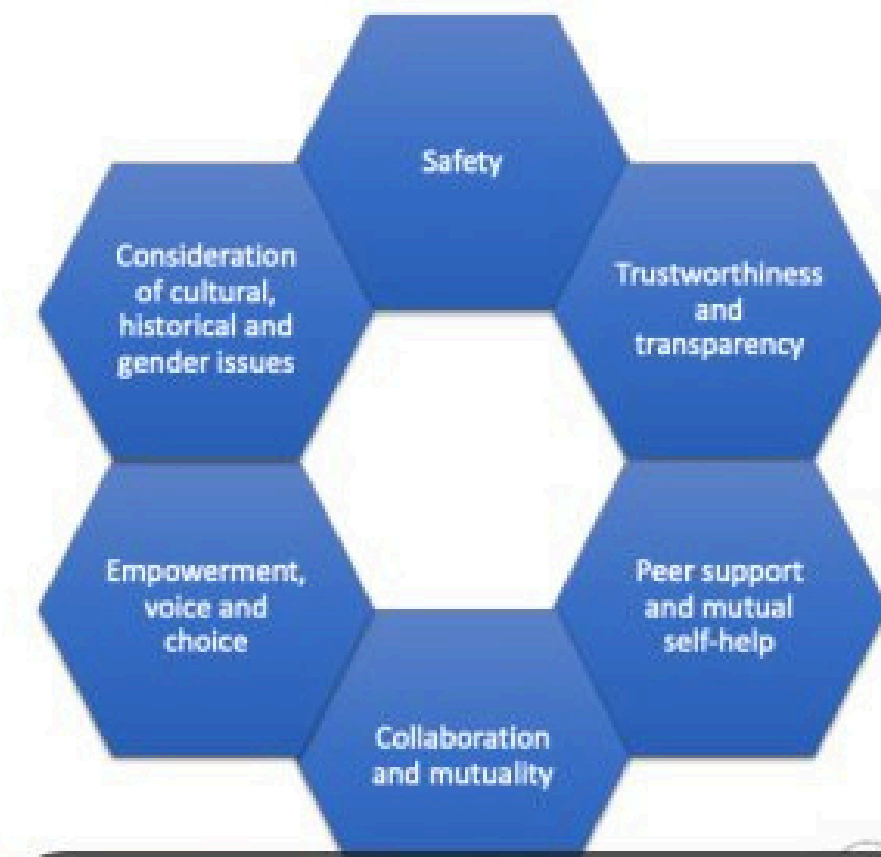 Safety
Trustworthiness
and
transparency
Peer support
and mutual
self-help
Collaboration
and mutuality
Empowerment,
voice and
choice
Consideration
of cultural,
historical and
gender issues